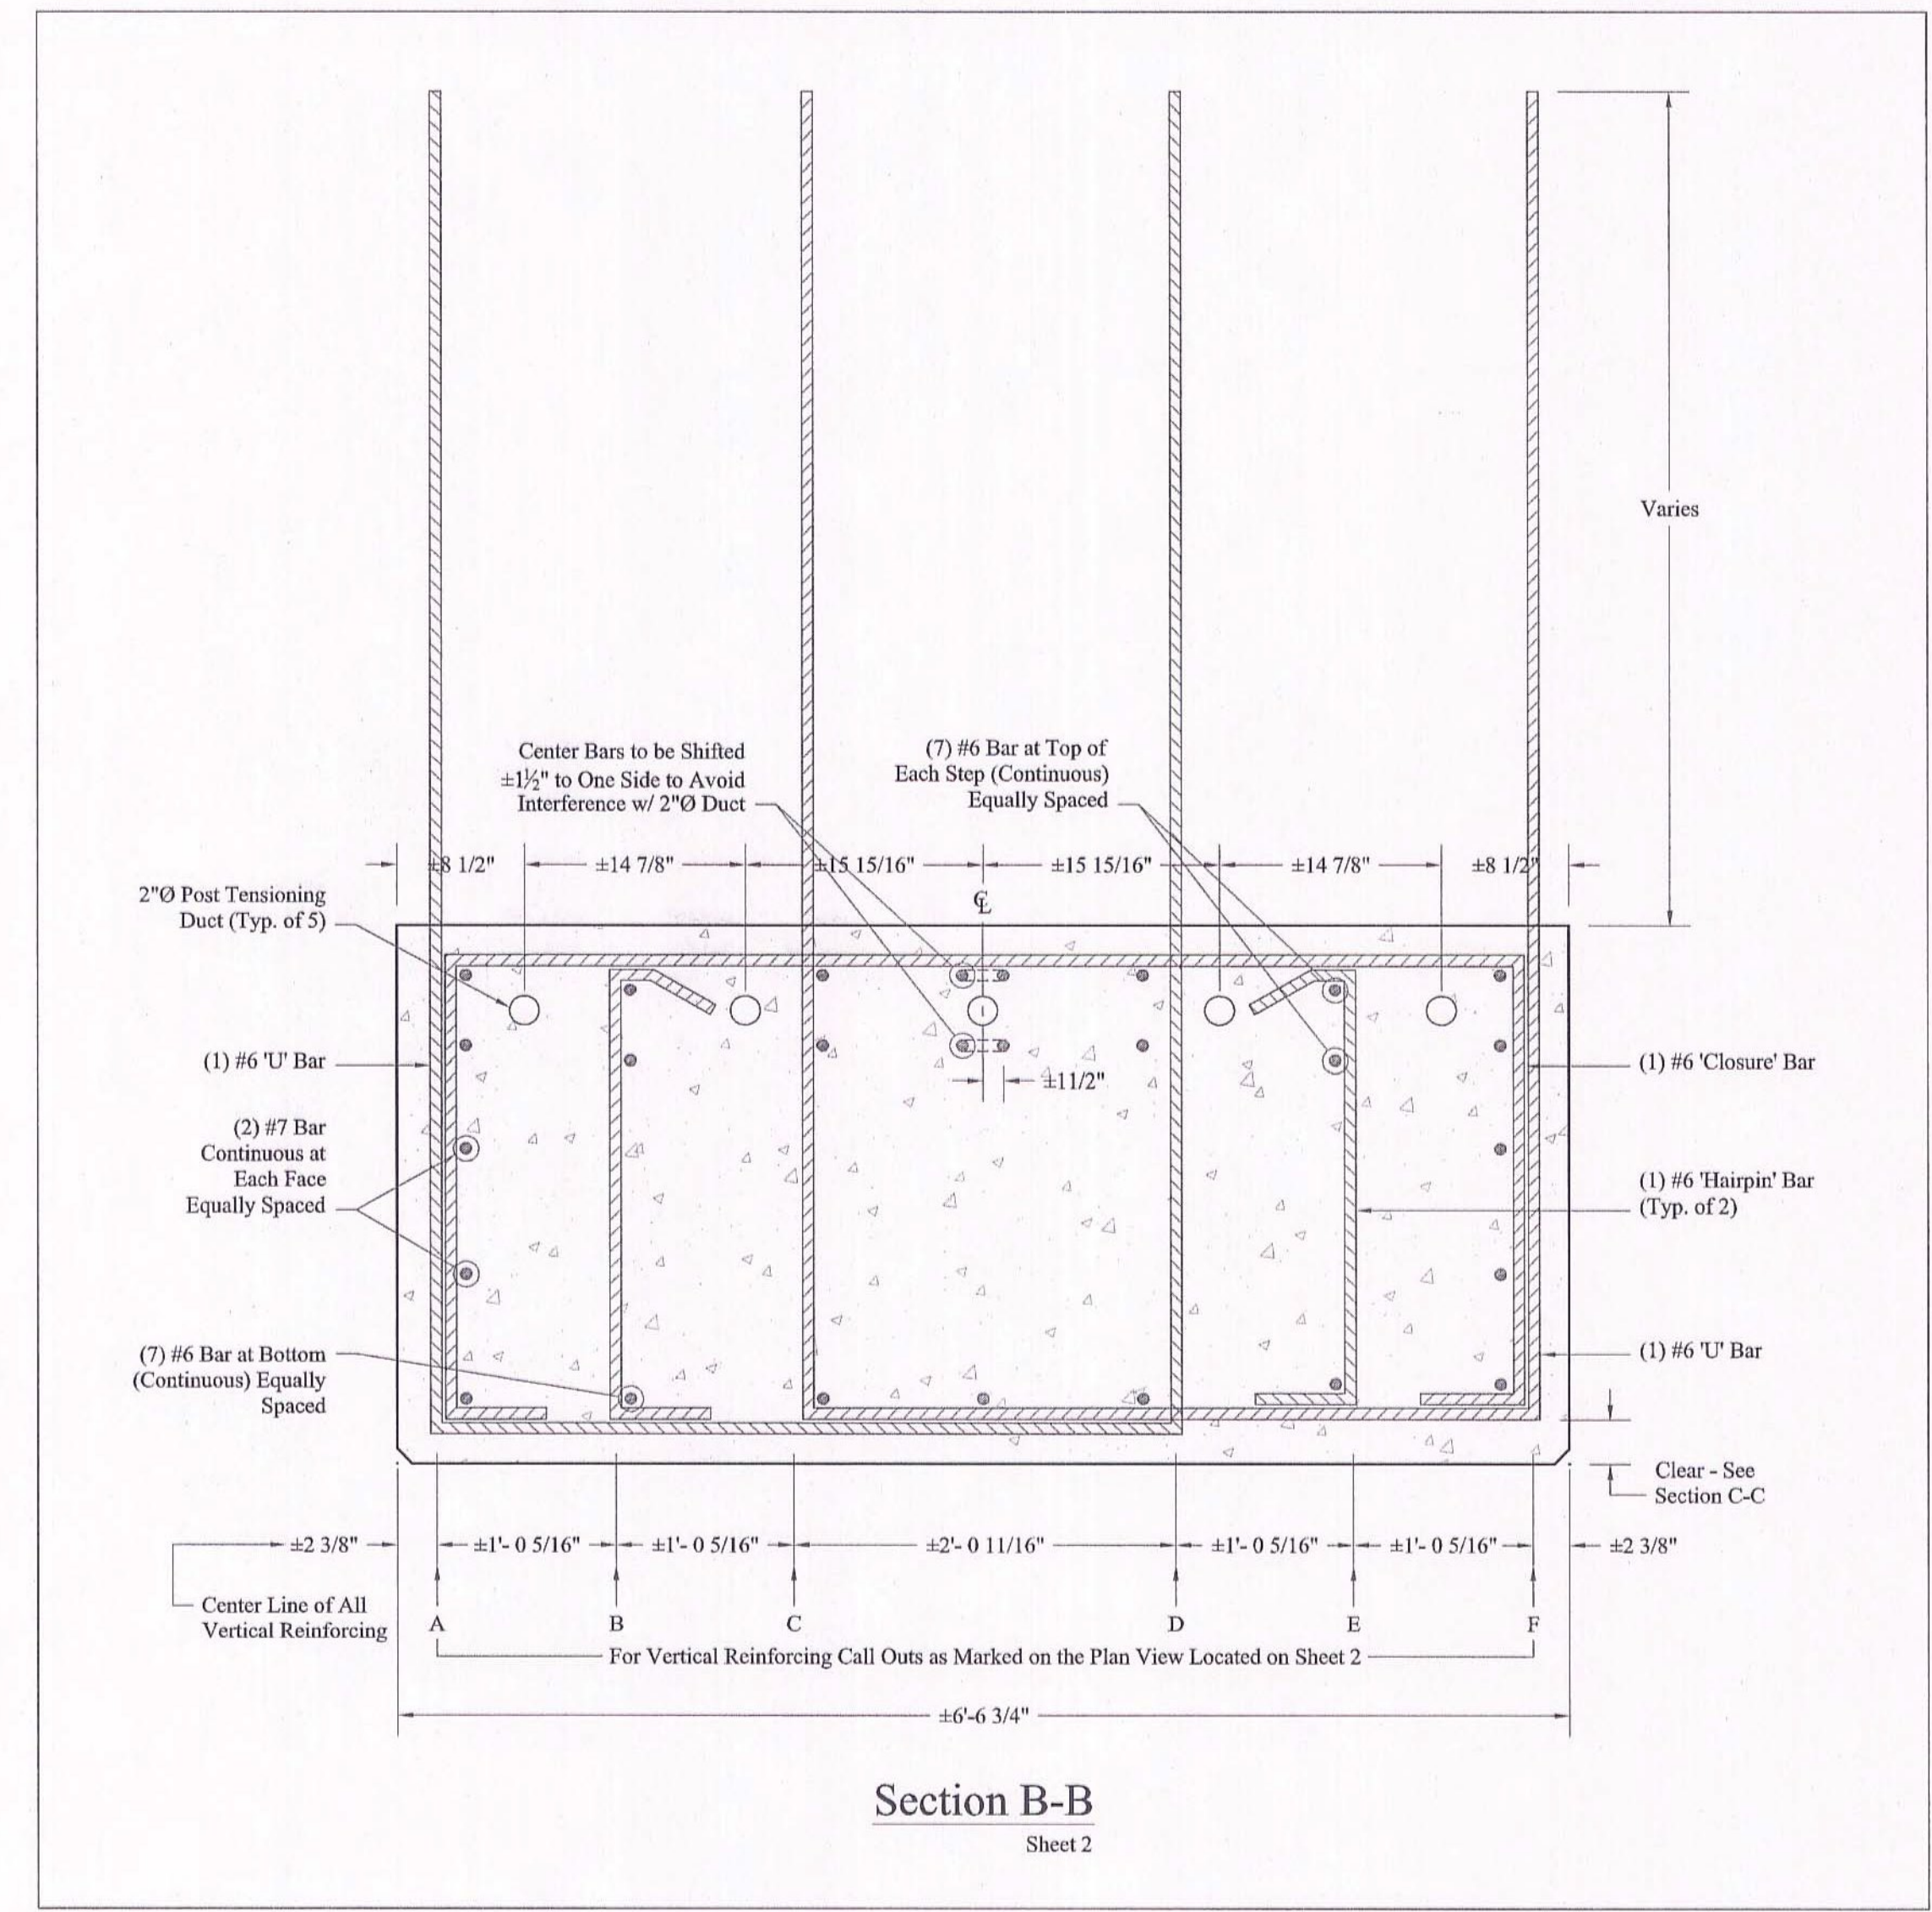 Varies
Center Bars to be Shifted
±1½" to One Side to Avoid
Interference w/ 2"Ø Duct
(7) #6 Bar at Top of
Each Step (Continuous)
Equally Spaced
±8 1/2" ±14 7/8" ±15 15/16" ±15 15/16" ±14 7/8" ±8 1/2"
℄
2"Ø Post Tensioning
Duct (Typ. of 5)
(1) #6 'U' Bar
(2) #7 Bar
Continuous at
Each Face
Equally Spaced
(7) #6 Bar at Bottom
(Continuous) Equally
Spaced
±11/2"
(1) #6 'Closure' Bar
(1) #6 'Hairpin' Bar
(Typ. of 2)
(1) #6 'U' Bar
Clear - See
Section C-C
±2 3/8" ±1'- 0 5/16" ±1'- 0 5/16" ±2'- 0 11/16" ±1'- 0 5/16" ±1'- 0 5/16" ±2 3/8"
Center Line of All
Vertical Reinforcing
A B C D E F
For Vertical Reinforcing Call Outs as Marked on the Plan View Located on Sheet 2
±6'-6 3/4"
Section B-B
Sheet 2